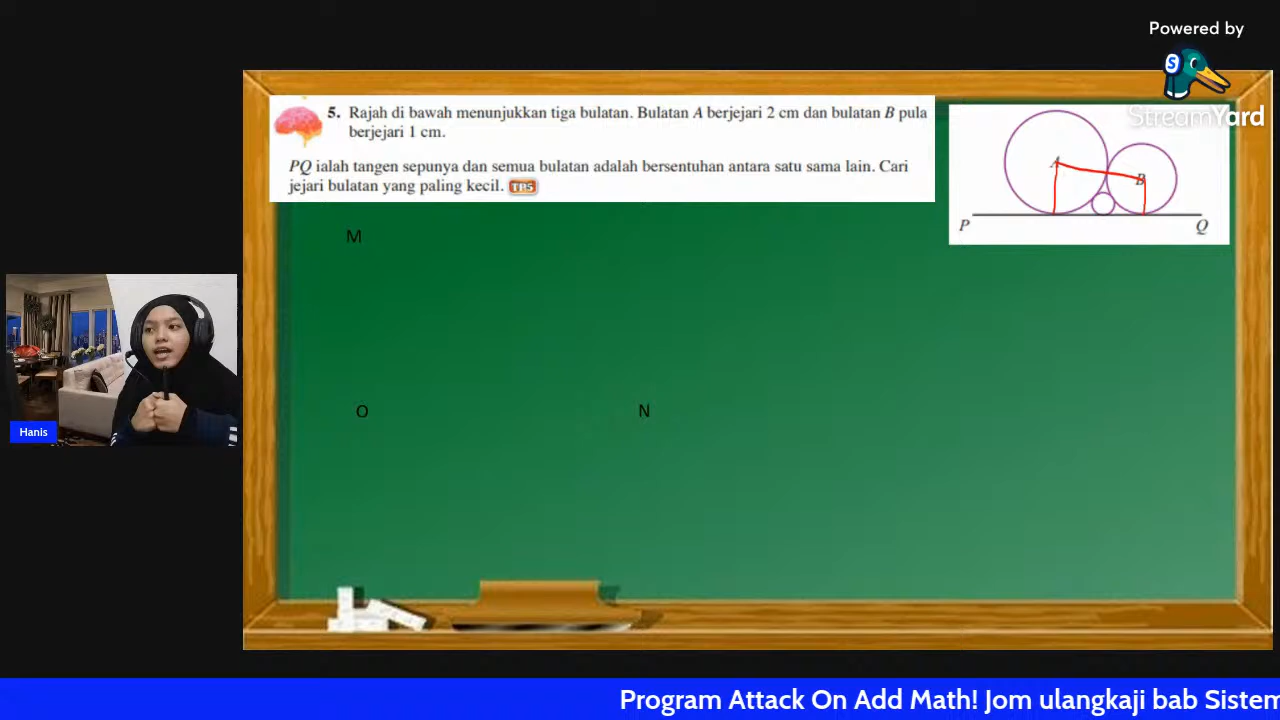 Powered by
S
StreamYard
5. Rajah di bawah menunjukkan tiga bulatan. Bulatan A berjejari 2 cm dan bulatan B pula
berjejari 1 cm.
PQ ialah tangen sepunya dan semua bulatan adalah bersentuhan antara satu sama lain. Cari
jejari bulatan yang paling kecil. TP5
A
B
P
Q
M
O
N
Hanis
Program Attack On Add Math! Jom ulangkaji bab Sistem